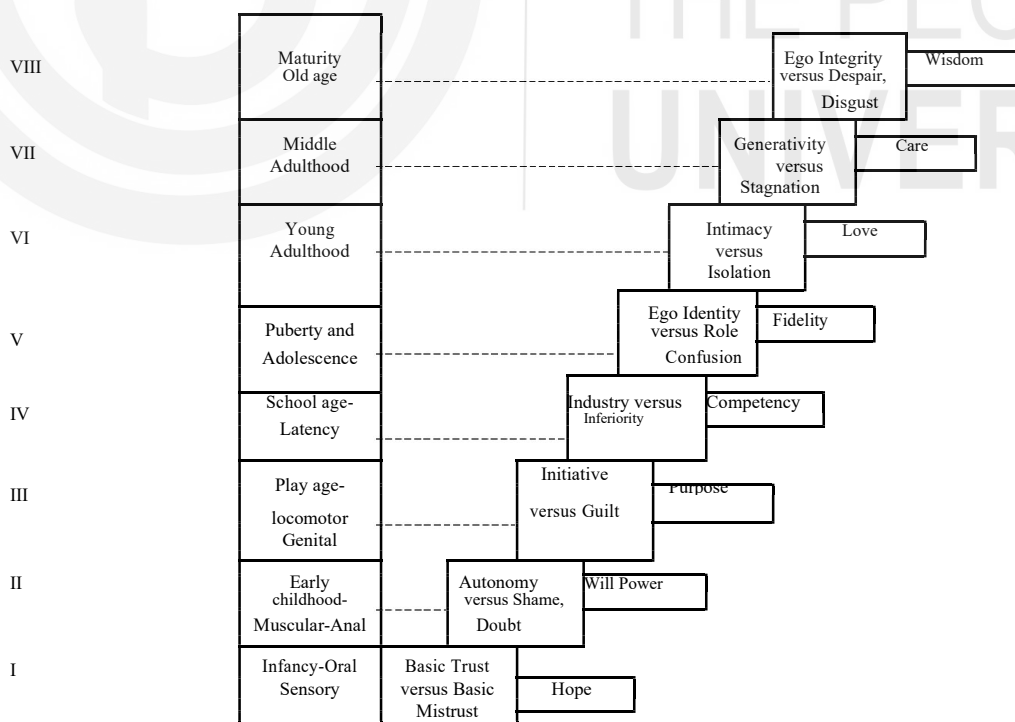 THE PEO
UNIVER
VIII
Maturity
Old age
Ego Integrity
versus Despair,
Disgust
Wisdom
VII
Middle
Adulthood
Generativity
versus
Stagnation
Care
VI
Young
Adulthood
Intimacy
versus
Isolation
Love
V
Puberty and
Adolescence
Ego Identity
versus Role
Confusion
Fidelity
IV
School age-
Latency
Industry versus
Inferiority
Competency
III
Play age-
locomotor
Genital
Initiative
versus Guilt
Purpose
II
Early
childhood-
Muscular-Anal
Autonomy
versus Shame,
Doubt
Will Power
I
Infancy-Oral
Sensory
Basic Trust
versus Basic
Mistrust
Hope